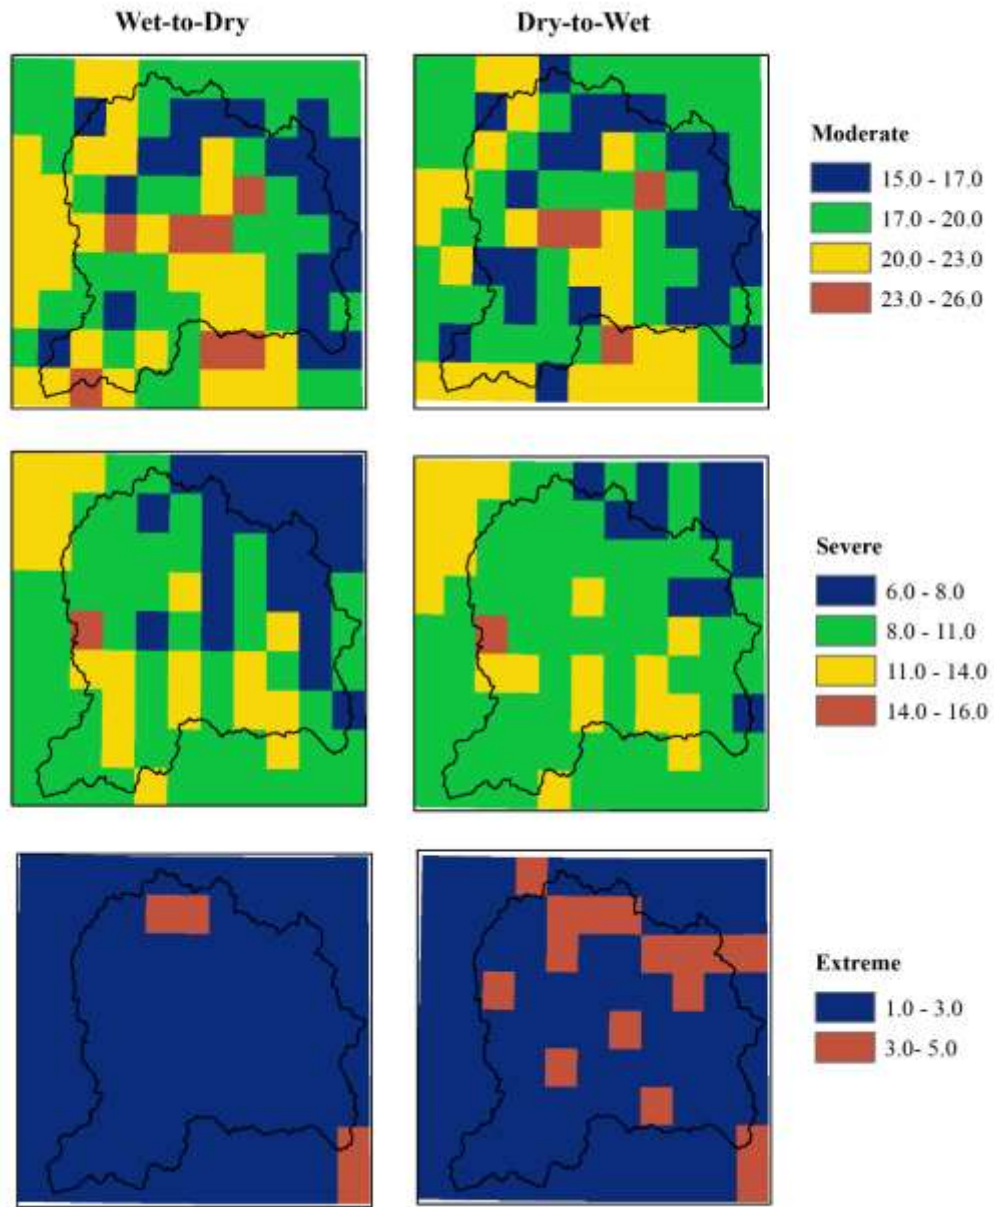 Wet-to-Dry
Dry-to-Wet
Moderate
15.0 - 17.0
17.0 - 20.0
20.0 - 23.0
23.0 - 26.0
Severe
6.0 - 8.0
8.0 - 11.0
11.0 - 14.0
14.0 - 16.0
Extreme
1.0 - 3.0
3.0- 5.0